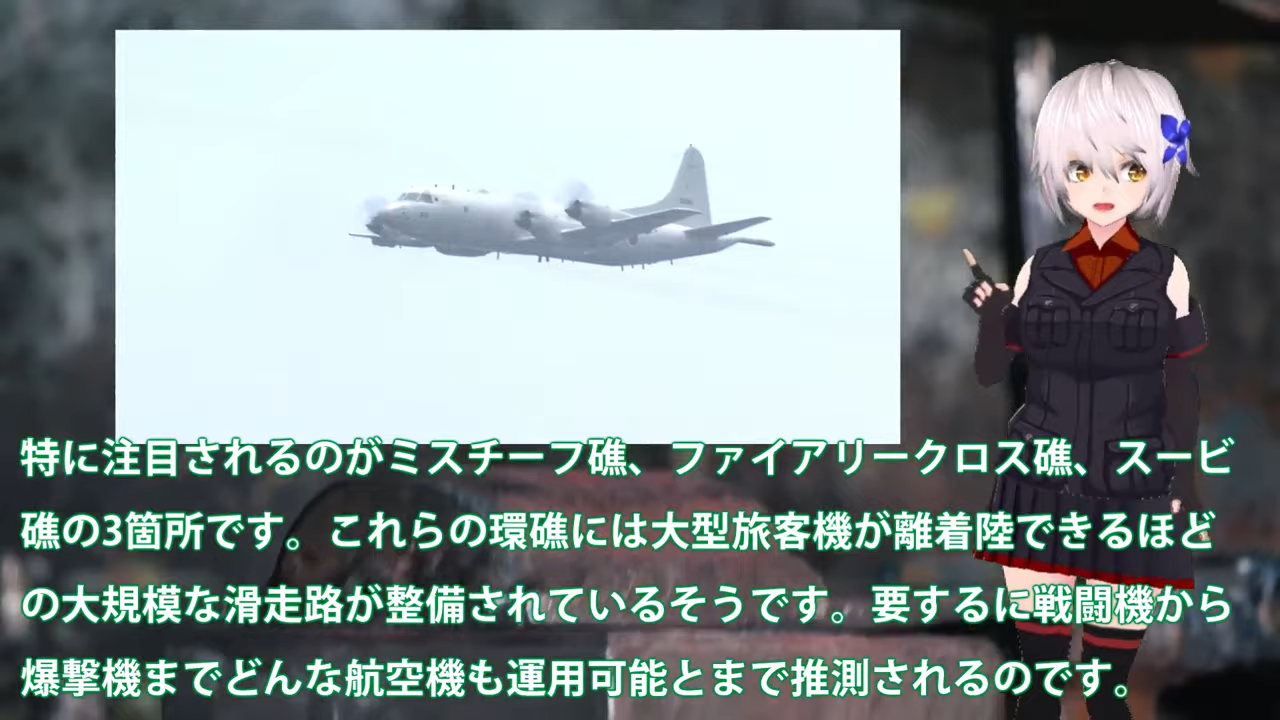 特に注目されるのがミスチーフ礁、ファイアリークロス礁、スービ
礁の3箇所です。これらの環礁には大型旅客機が離着陸できるほど
の大規模な滑走路が整備されているそうです。要するに戦闘機から
爆撃機までどんな航空機も運用可能とまで推測されるのです。